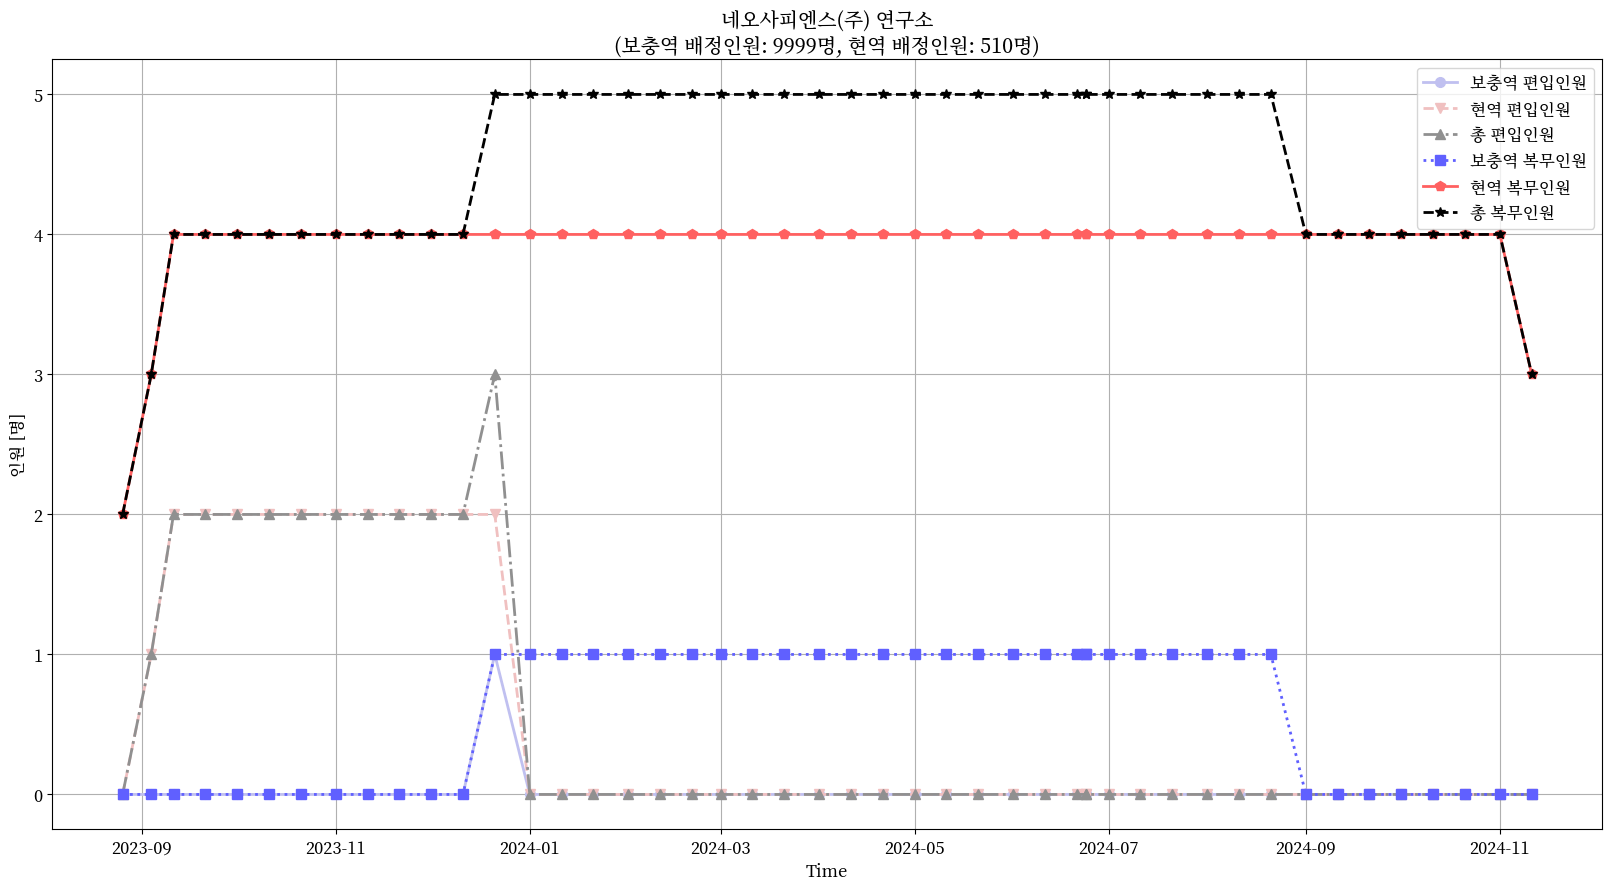 네오사피엔스(주) 연구소
(보충역 배정인원: 9999명, 현역 배정인원: 510명)
보충역 편입인원
현역 편입인원
총 편입인원
보충역 복무인원
현역 복무인원
총 복무인원
인원 [명]
5
4
3
2
1
0
2023-09
2023-11
2024-01
2024-03
2024-05
2024-07
2024-09
2024-11
Time